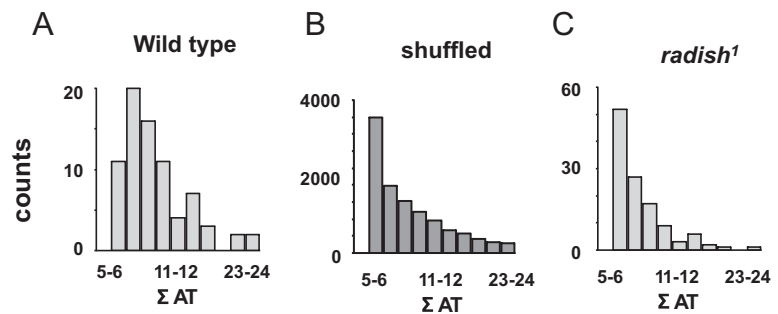 A
Wild type
20
10
0
counts
5-6 11-12 23-24
Σ AT
B
shuffled
4000
2000
0
5-6 11-12 23-24
Σ AT
C
radish¹
60
30
0
5-6 11-12 23-24
Σ AT